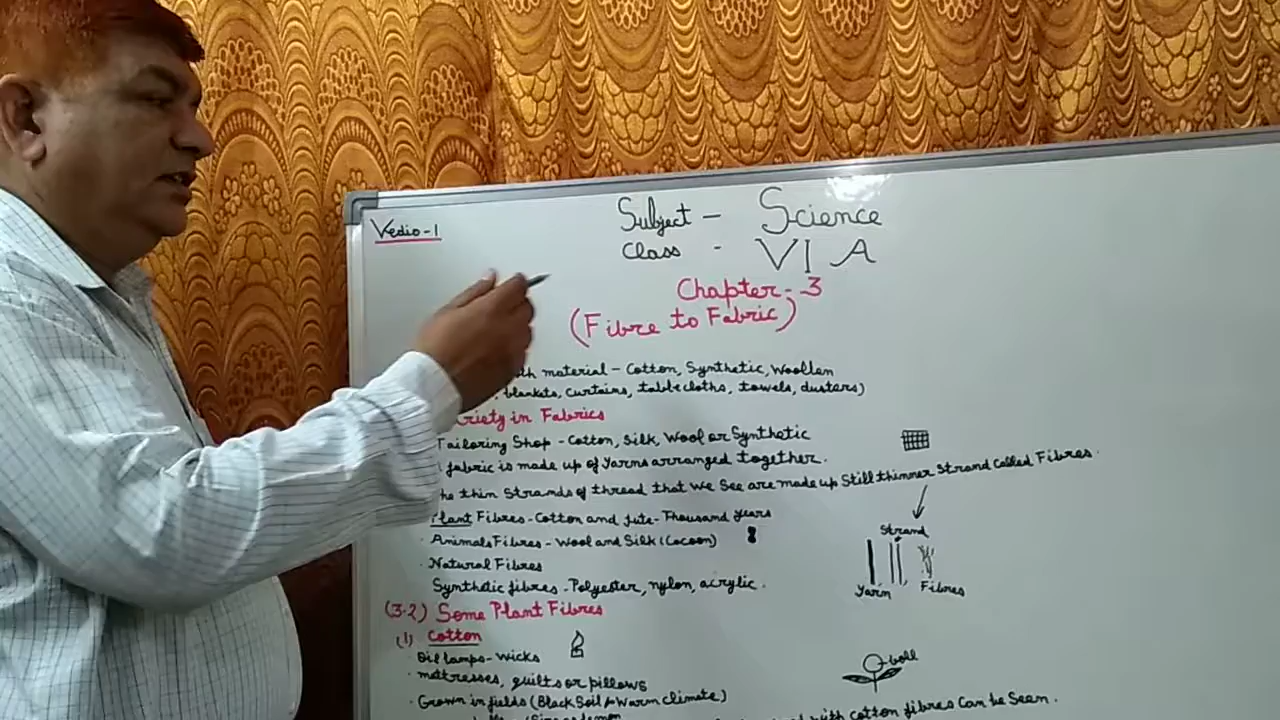 Vedio-1
Subject - Science
Class - VI A
Chapter-3
(Fibre to Fabric)
material - Cotton, Synthetic, Woollen
blankets, curtains, tablecloths, towels, dusters)
in Fabrics
Tailoring Shop - Cotton, Silk, Wool or Synthetic
fabric is made up of Yarns arranged together.
thin Strands of thread that we See are made up Still thinner Strand Called Fibres.
Plant Fibres - Cotton and Jute - Thousand years
Strand
· Animals Fibres - Wool and Silk (Cocoon)
· Natural Fibres
Synthetic fibres - Polyester, nylon, acrylic.
Yarn Fibres
(3.2) Some Plant Fibres
(1) Cotton
Oil lamps - Wicks
boll
· mattresses, quilts or pillows
· Grown in fields (Black Soil & Warm climate)
with cotton fibres Can be Seen.